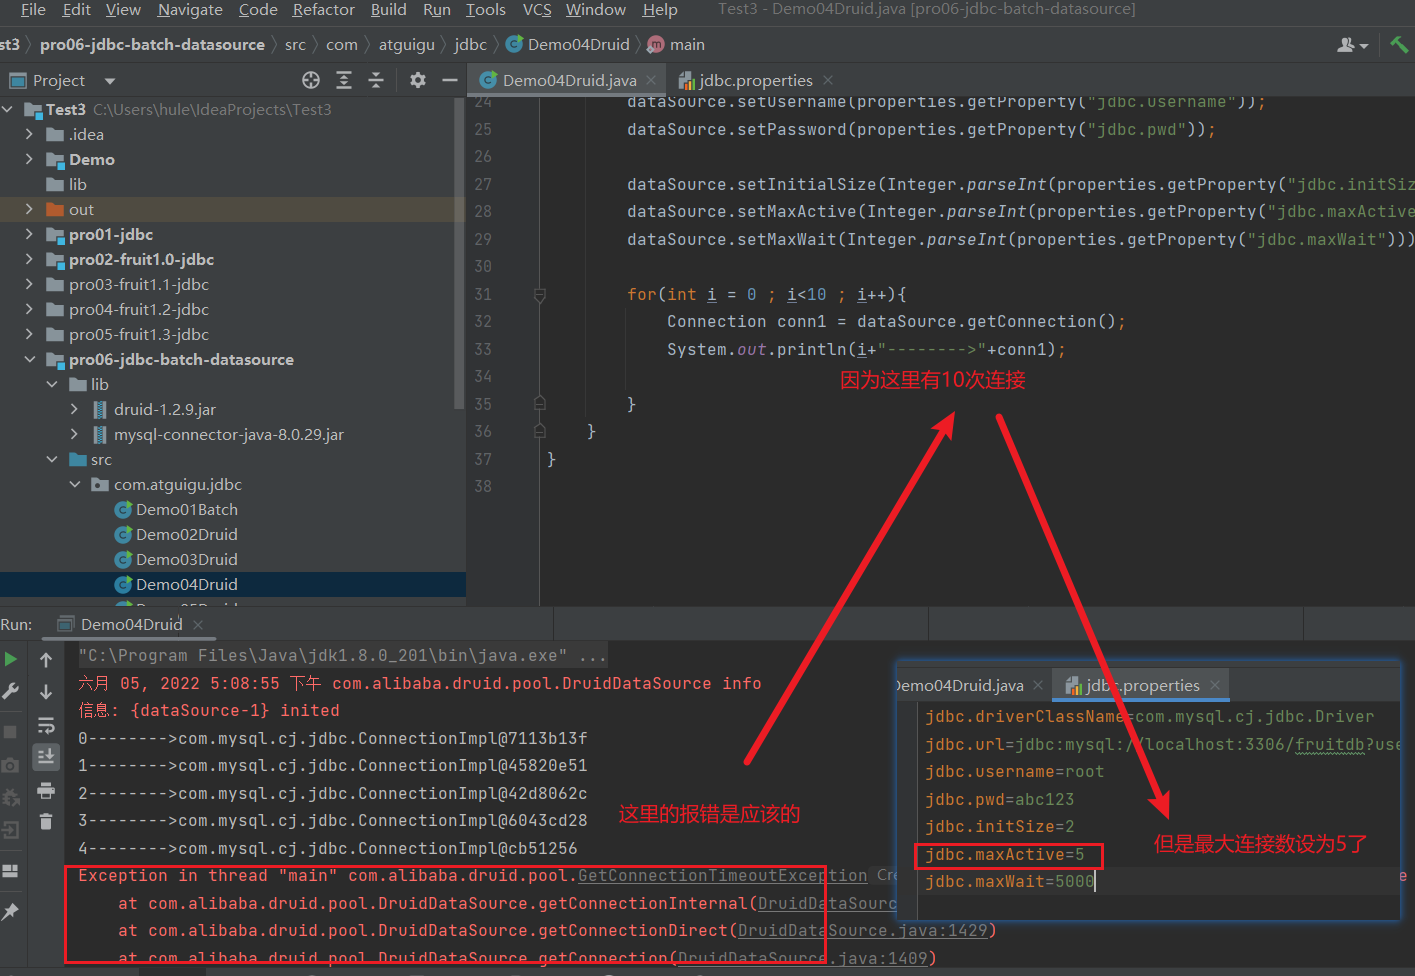 File Edit View Navigate Code Refactor Build Run Tools VCS Window Help Test3 - Demo04Druid.java [pro06-jdbc-batch-datasource]
st3 pro06-jdbc-batch-datasource src com atguigu jdbc Demo04Druid main
Project
Demo04Druid.java
jdbc.properties
Test3 C:\Users\hule\IdeaProjects\Test3
.idea
Demo
lib
out
pro01-jdbc
pro02-fruit1.0-jdbc
pro03-fruit1.1-jdbc
pro04-fruit1.2-jdbc
pro05-fruit1.3-jdbc
pro06-jdbc-batch-datasource
lib
druid-1.2.9.jar
mysql-connector-java-8.0.29.jar
src
com.atguigu.jdbc
Demo01Batch
Demo02Druid
Demo03Druid
Demo04Druid
24 dataSource.setUsername(properties.getProperty("jdbc.username"));
25 dataSource.setPassword(properties.getProperty("jdbc.pwd"));
26
27 dataSource.setInitialSize(Integer.parseInt(properties.getProperty("jdbc.initSiz
28 dataSource.setMaxActive(Integer.parseInt(properties.getProperty("jdbc.maxActive
29 dataSource.setMaxWait(Integer.parseInt(properties.getProperty("jdbc.maxWait")))
30
31 for(int i = 0 ; i<10 ; i++){
32 Connection conn1 = dataSource.getConnection();
33 System.out.println(i+"-------->"+conn1);
34
因为这里有10次连接
35 }
36 }
37 }
38
Run: Demo04Druid
"C:\Program Files\Java\jdk1.8.0_201\bin\java.exe" ...
六月 05, 2022 5:08:55 下午 com.alibaba.druid.pool.DruidDataSource info
信息: {dataSource-1} inited
0-------->com.mysql.cj.jdbc.ConnectionImpl@7113b13f
1-------->com.mysql.cj.jdbc.ConnectionImpl@45820e51
2-------->com.mysql.cj.jdbc.ConnectionImpl@42d8062c
3-------->com.mysql.cj.jdbc.ConnectionImpl@6043cd28
4-------->com.mysql.cj.jdbc.ConnectionImpl@cb51256
这里的报错是应该的
Exception in thread "main" com.alibaba.druid.pool.GetConnectionTimeoutException Cre
at com.alibaba.druid.pool.DruidDataSource.getConnectionInternal(DruidDataSourc
at com.alibaba.druid.pool.DruidDataSource.getConnectionDirect(DruidDataSource.java:1429)
at com.alibaba.druid.pool.DruidDataSource.getConnection(DruidDataSource.java:1409)
Demo04Druid.java
jdbc.properties
jdbc.driverClassName=com.mysql.cj.jdbc.Driver
jdbc.url=jdbc:mysql://localhost:3306/fruitdb?use
jdbc.username=root
jdbc.pwd=abc123
jdbc.initSize=2
jdbc.maxActive=5
jdbc.maxWait=5000
但是最大连接数设为5了